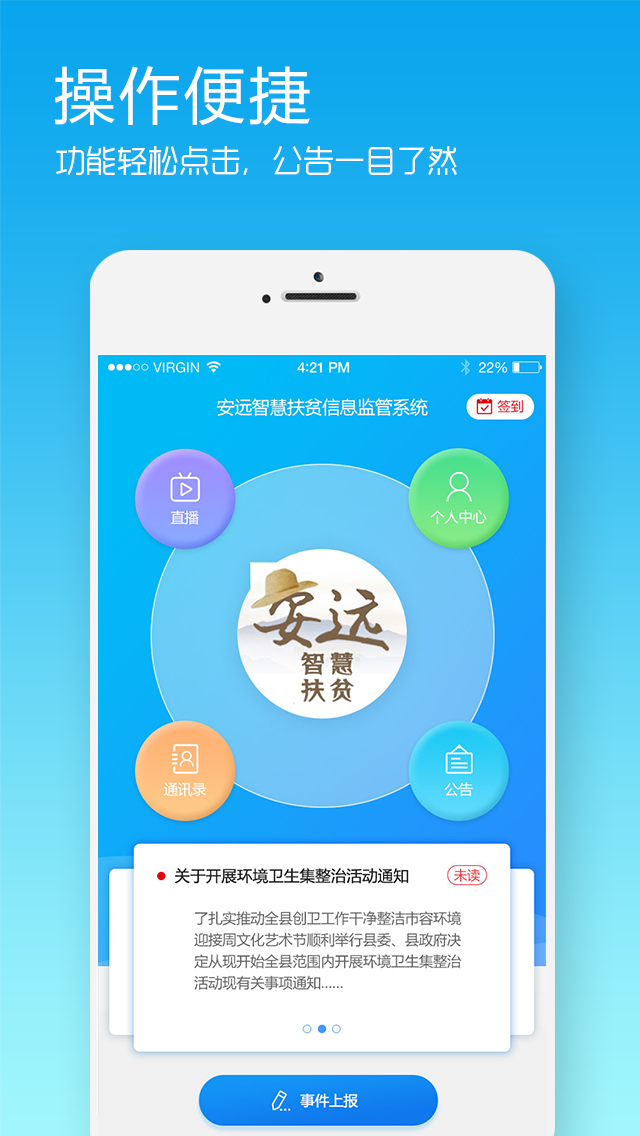 操作便捷
功能轻松点击，公告一目了然
VIRGIN 4:21 PM 22%
安远智慧扶贫信息监管系统 签到
直播 个人中心
安远
智慧
扶贫
通讯录 公告
关于开展环境卫生集整治活动通知 未读
了扎实推动全县创卫工作干净整洁市容环境
迎接周文化艺术节顺利举行县委、县政府决
定从现开始全县范围内开展环境卫生集整治
活动现有关事项通知......
事件上报